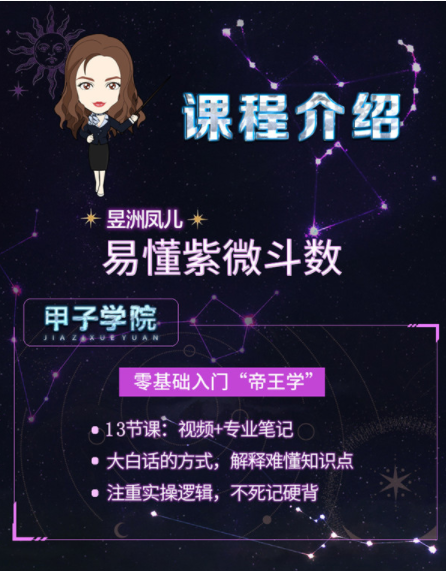 课程介绍
昱洲凤儿
易懂紫微斗数
甲子学院
JIAZIXUEYUAN
零基础入门“帝王学”
13节课：视频+专业笔记
大白话的方式，解释难懂知识点
注重实操逻辑，不死记硬背